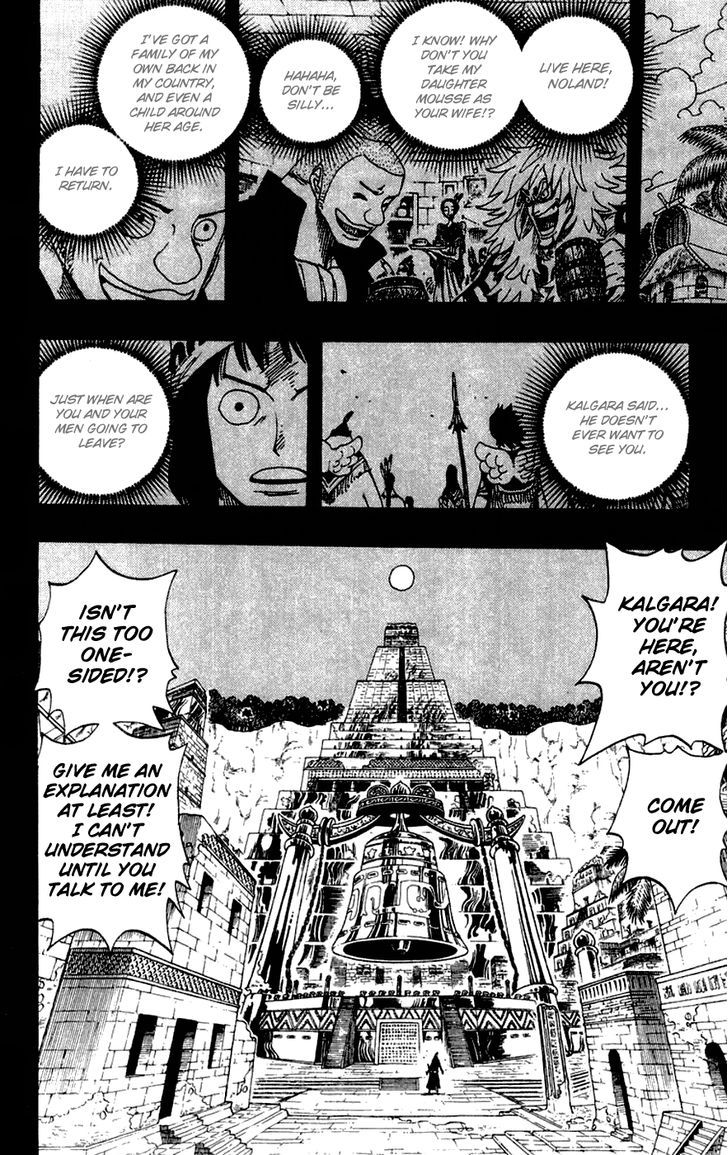 LIVE HERE,
NOLAND!
I KNOW! WHY
DON'T YOU
TAKE MY
DAUGHTER
MOUSSE AS
YOUR WIFE!?
HAHAHA,
DON'T BE
SILLY...
I'VE GOT A
FAMILY OF MY
OWN BACK IN
MY COUNTRY,
AND EVEN A
CHILD AROUND
HER AGE.
I HAVE TO
RETURN.
KALGARA SAID...
HE DOESN'T
EVER WANT TO
SEE YOU.
JUST WHEN ARE
YOU AND YOUR
MEN GOING TO
LEAVE?
KALGARA!
YOU'RE
HERE,
AREN'T
YOU!?
COME
OUT!
ISN'T
THIS TOO
ONE-
SIDED!?
GIVE ME AN
EXPLANATION
AT LEAST!
I CAN'T
UNDERSTAND
UNTIL YOU
TALK TO ME!